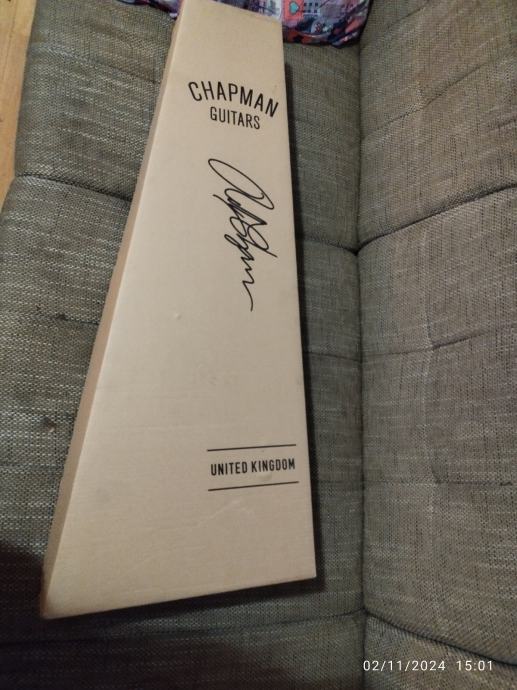 CHAPMAN
GUITARS
UNITED KINGDOM
02/11/2024 15:01